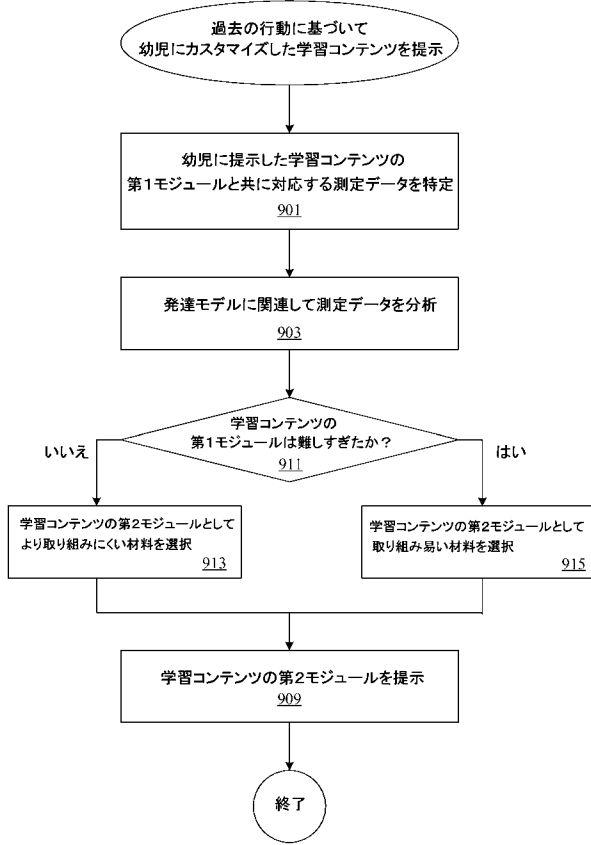 過去の行動に基づいて
幼児にカスタマイズした学習コンテンツを提示
幼児に提示した学習コンテンツの
第1モジュールと共に対応する測定データを特定
901
発達モデルに関連して測定データを分析
903
学習コンテンツの
第1モジュールは難しすぎたか?
911
いいえ
はい
学習コンテンツの第2モジュールとして
より取り組みにくい材料を選択
913
学習コンテンツの第2モジュールとして
取り組み易い材料を選択
915
学習コンテンツの第2モジュールを提示
909
終了